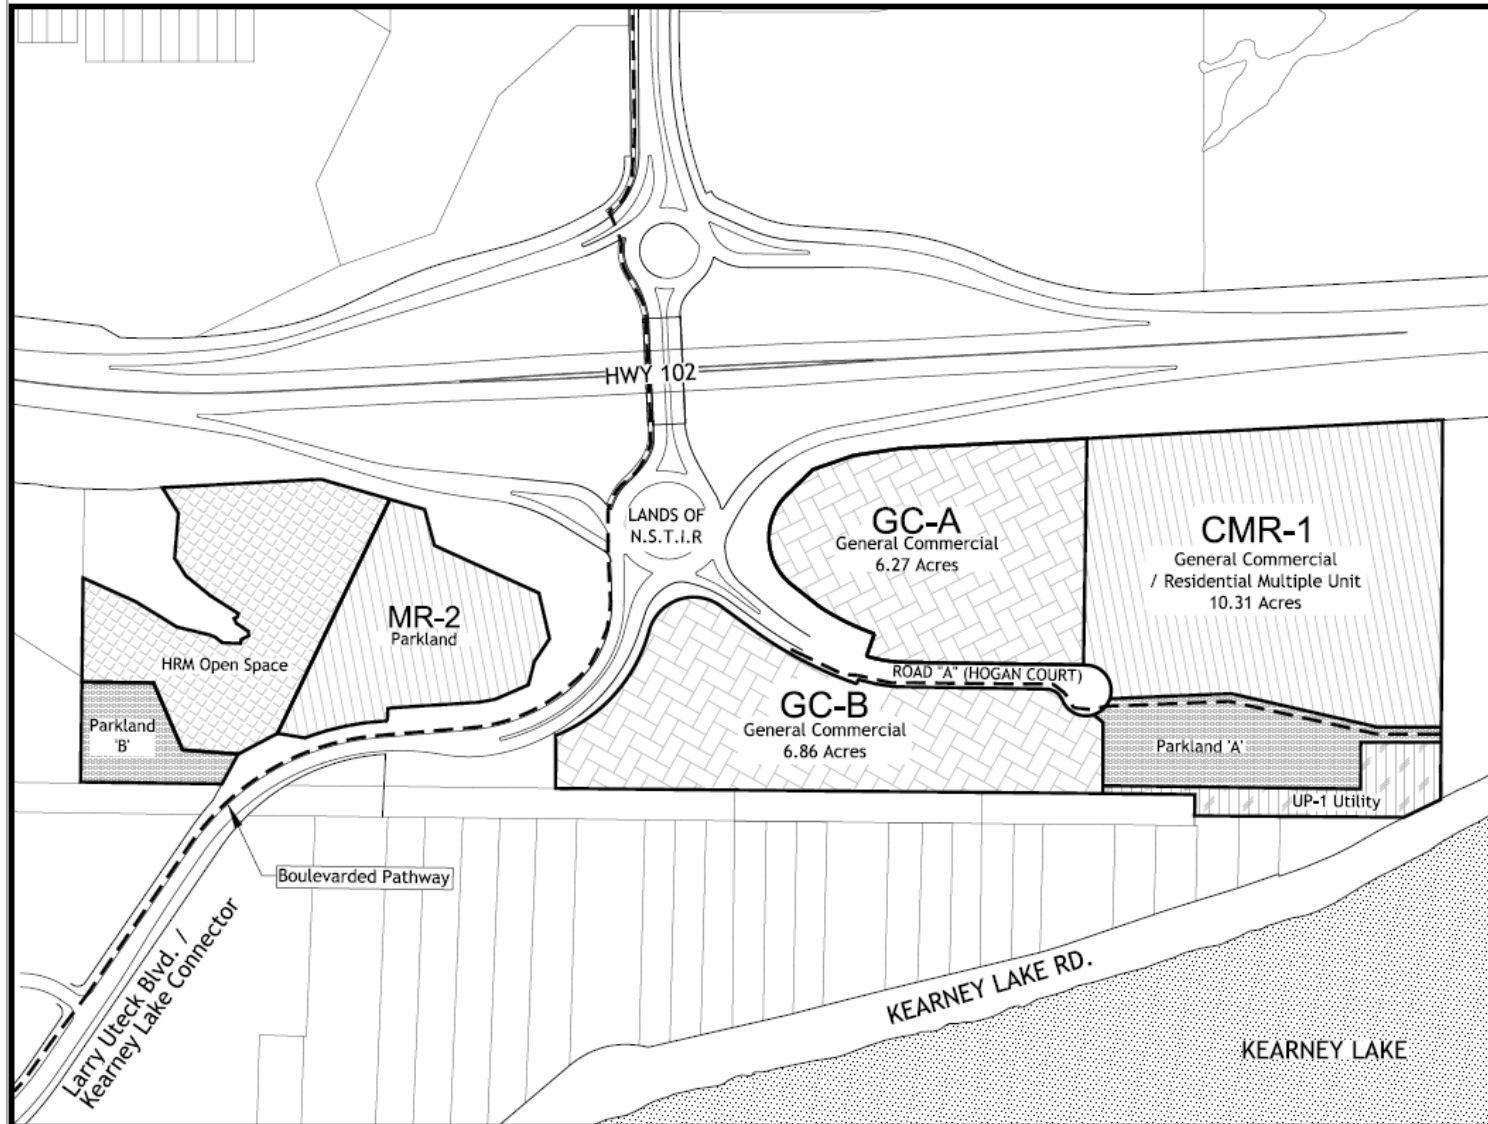 HWY 102
LANDS OF
N.S.T.I.R
GC-A
General Commercial
6.27 Acres
CMR-1
General Commercial
/ Residential Multiple Unit
10.31 Acres
MR-2
Parkland
HRM Open Space
Parkland
'B'
ROAD "A" (HOGAN COURT)
GC-B
General Commercial
6.86 Acres
Parkland 'A'
UP-1 Utility
Boulevarded Pathway
Larry Uteck Blvd. /
Kearney Lake Connector
KEARNEY LAKE RD.
KEARNEY LAKE